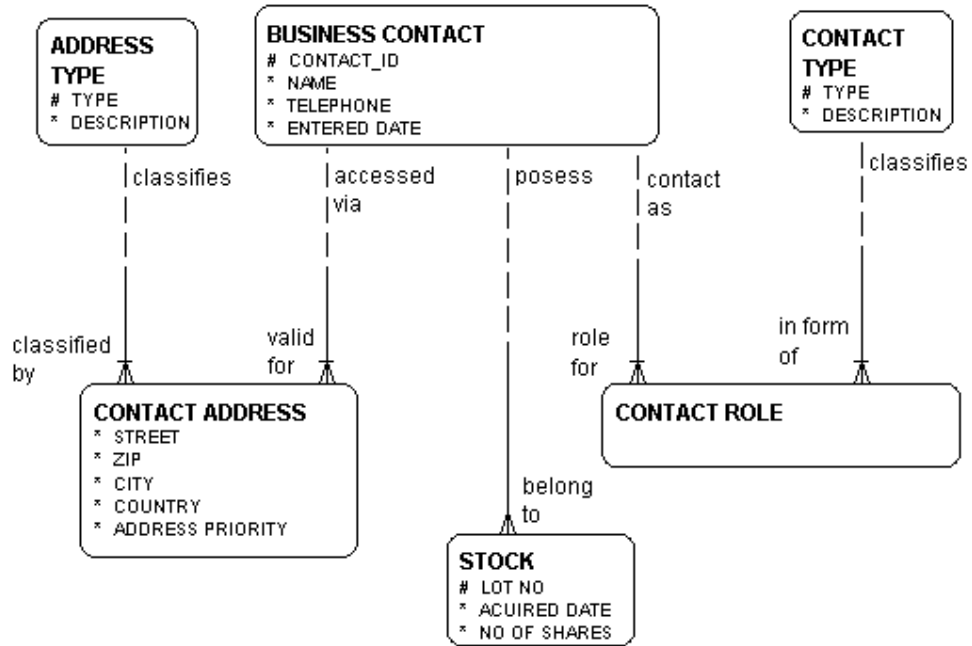 ADDRESS
TYPE
# TYPE
* DESCRIPTION
BUSINESS CONTACT
# CONTACT_ID
* NAME
* TELEPHONE
* ENTERED DATE
CONTACT
TYPE
# TYPE
* DESCRIPTION
classifies
accessed
via
posess
contact
as
classifies
classified
by
valid
for
role
for
in form
of
CONTACT ADDRESS
* STREET
* ZIP
* CITY
* COUNTRY
* ADDRESS PRIORITY
CONTACT ROLE
belong
to
STOCK
# LOT NO
* ACUIRED DATE
* NO OF SHARES